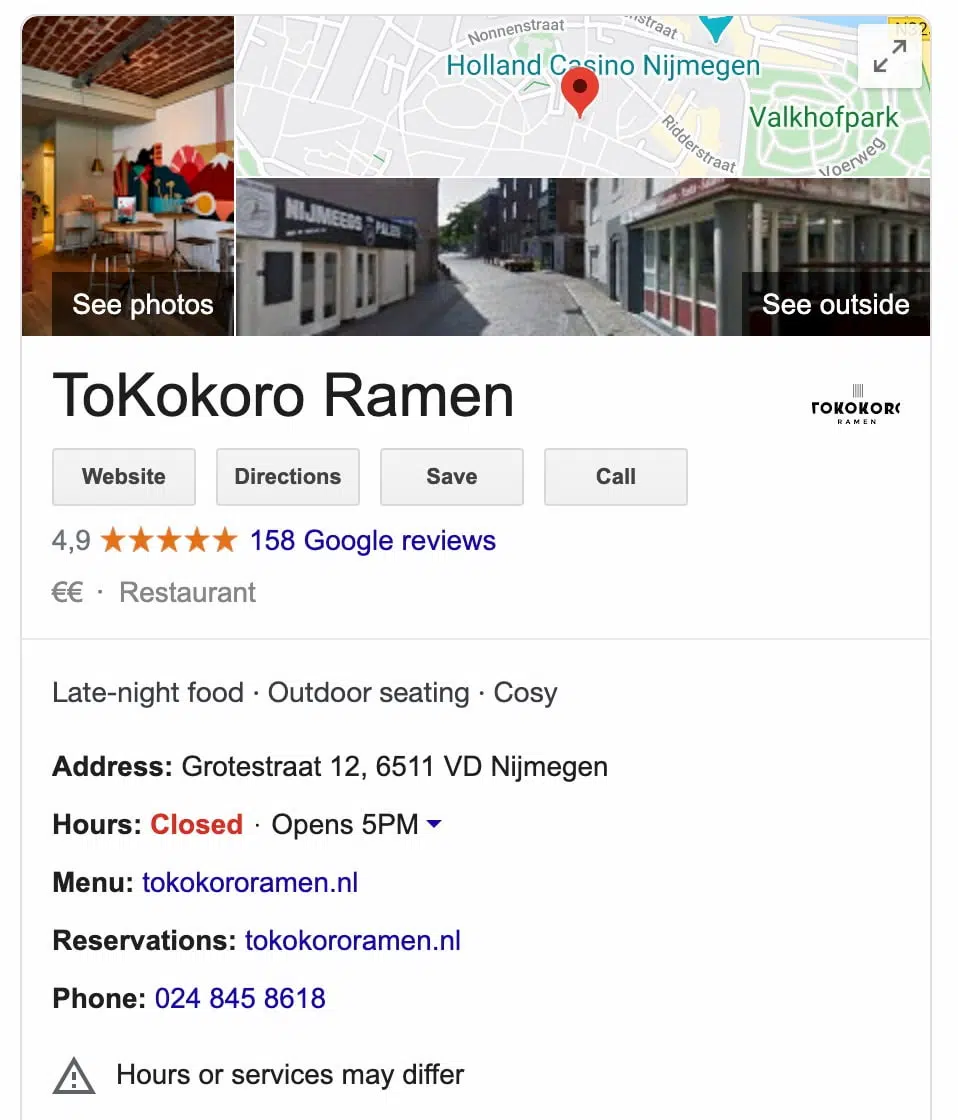 Nonnenstraat
nstraat
N32
Holland Casino Nijmegen
Valkhofpark
Ridderstraat
Voerweg
NIJMEEGS
See photos
See outside
ToKokoro Ramen
TOKOKORO
RAMEN
Website
Directions
Save
Call
4,9 ★★★★★ 158 Google reviews
€€ · Restaurant
Late-night food · Outdoor seating · Cosy
Address: Grotestraat 12, 6511 VD Nijmegen
Hours: Closed · Opens 5PM
Menu: tokokororamen.nl
Reservations: tokokororamen.nl
Phone: 024 845 8618
Hours or services may differ